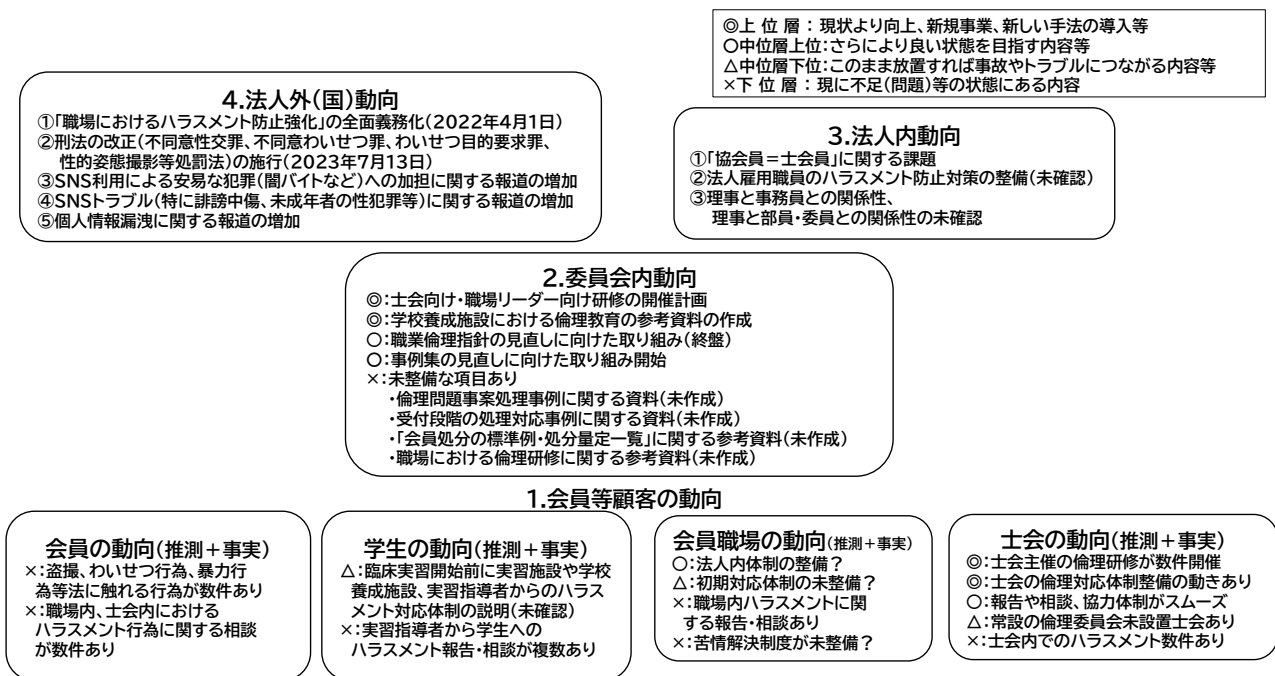 ◎上 位 層 : 現状より向上、新規事業、新しい手法の導入等
○中位層上位:さらにより良い状態を目指す内容等
△中位層下位:このまま放置すれば事故やトラブルにつながる内容等
×下 位 層 : 現に不足(問題)等の状態にある内容
4.法人外(国)動向
①「職場におけるハラスメント防止強化」の全面義務化(2022年4月1日)
②刑法の改正(不同意性交罪、不同意わいせつ罪、わいせつ目的要求罪、
性的姿態撮影等処罰法)の施行(2023年7月13日)
③SNS利用による安易な犯罪(闇バイトなど)への加担に関する報道の増加
④SNSトラブル(特に誹謗中傷、未成年者の性犯罪等)に関する報道の増加
⑤個人情報漏洩に関する報道の増加
3.法人内動向
①「協会員=士会員」に関する課題
②法人雇用職員のハラスメント防止対策の整備(未確認)
③理事と事務員との関係性、
理事と部員・委員との関係性の未確認
2.委員会内動向
◎:士会向け・職場リーダー向け研修の開催計画
◎:学校養成施設における倫理教育の参考資料の作成
○:職業倫理指針の見直しに向けた取り組み(終盤)
○:事例集の見直しに向けた取り組み開始
×:未整備な項目あり
・倫理問題事案処理事例に関する資料(未作成)
・受付段階の処理対応事例に関する資料(未作成)
・「会員処分の標準例・処分量定一覧」に関する参考資料(未作成)
・職場における倫理研修に関する参考資料(未作成)
1.会員等顧客の動向
会員の動向(推測+事実)
×:盗撮、わいせつ行為、暴力行
為等法に触れる行為が数件あり
×:職場内、士会内における
ハラスメント行為に関する相談
が数件あり
学生の動向(推測+事実)
△:臨床実習開始前に実習施設や学校
養成施設、実習指導者からのハラス
メント対応体制の説明(未確認)
×:実習指導者から学生への
ハラスメント報告・相談が複数あり
会員職場の動向(推測+事実)
○:法人内体制の整備?
△:初期対応体制の未整備?
×:職場内ハラスメントに関
する報告・相談あり
×:苦情解決制度が未整備?
士会の動向(推測+事実)
◎:士会主催の倫理研修が数件開催
◎:士会の倫理対応体制整備の動きあり
○:報告や相談、協力体制がスムーズ
△:常設の倫理委員会未設置士会あり
×:士会内でのハラスメント数件あり